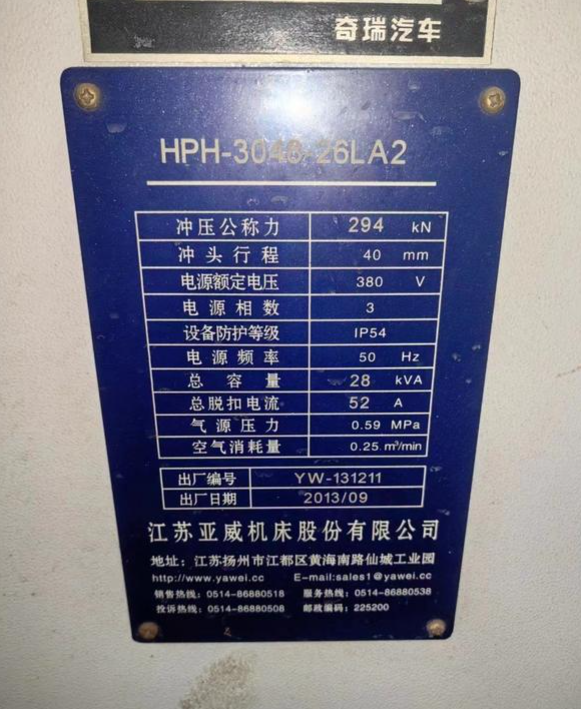 奇瑞汽车
HPH-3048-26LA2
冲压公称力 294 kN
冲头行程 40 mm
电源额定电压 380 V
电源相数 3
设备防护等级 IP54
电源频率 50 Hz
总容量 28 kVA
总脱扣电流 52 A
气源压力 0.59 MPa
空气消耗量 0.25 m³/min
出厂编号 YW-131211
出厂日期 2013/09
江苏亚威机床股份有限公司
地址：江苏扬州市江都区黄海南路仙城工业园
http://www.yawei.cc E-mail:sales1@yawei.cc
销售热线：0514-86880518 服务热线：0514-86880538
投诉热线：0514-86880508 邮政编码：225200